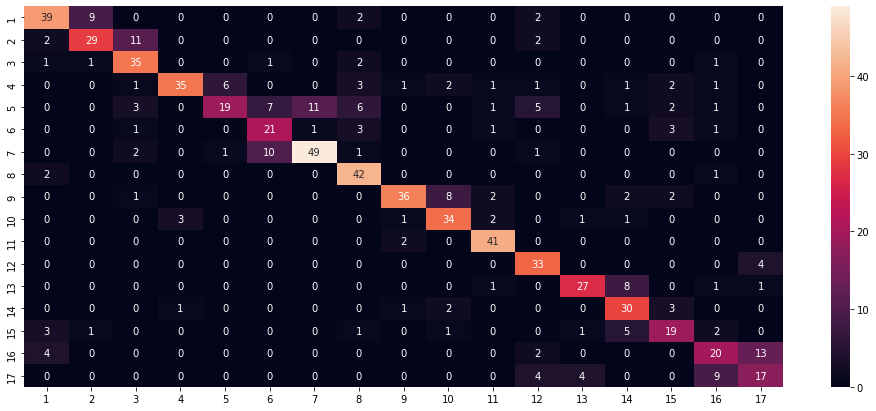 1 39 9 0 0 0 0 0 2 0 0 0 2 0 0 0 0 0
2 2 29 11 0 0 0 0 0 0 0 0 2 0 0 0 0 0
3 1 1 35 0 0 1 0 2 0 0 0 0 0 0 0 1 0
4 0 0 1 35 6 0 0 3 1 2 1 1 0 1 2 1 0
5 0 0 3 0 19 7 11 6 0 0 1 5 0 1 2 1 0
6 0 0 1 0 0 21 1 3 0 0 1 0 0 0 3 1 0
7 0 0 2 0 1 10 49 1 0 0 0 1 0 0 0 0 0
8 2 0 0 0 0 0 0 42 0 0 0 0 0 0 0 1 0
9 0 0 1 0 0 0 0 0 36 8 2 0 0 2 2 0 0
10 0 0 0 3 0 0 0 0 1 34 2 0 1 1 0 0 0
11 0 0 0 0 0 0 0 0 2 0 41 0 0 0 0 0 0
12 0 0 0 0 0 0 0 0 0 0 0 33 0 0 0 0 4
13 0 0 0 0 0 0 0 0 0 0 1 0 27 8 0 1 1
14 0 0 0 1 0 0 0 0 1 2 0 0 0 30 3 0 0
15 3 1 0 0 0 0 0 1 0 1 0 0 1 5 19 2 0
16 4 0 0 0 0 0 0 0 0 0 0 2 0 0 0 20 13
17 0 0 0 0 0 0 0 0 0 0 0 4 4 0 0 9 17
1 2 3 4 5 6 7 8 9 10 11 12 13 14 15 16 17
40
30
20
10
0